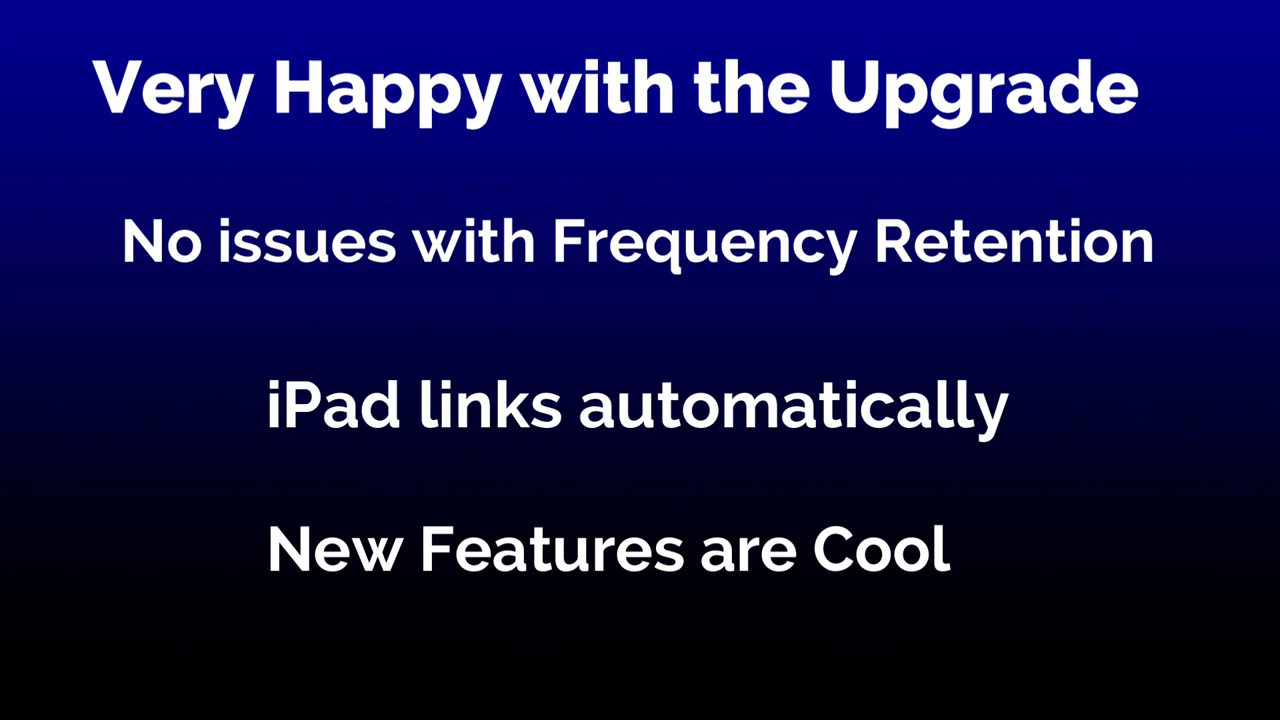 Very Happy with the Upgrade
No issues with Frequency Retention
iPad links automatically
New Features are Cool